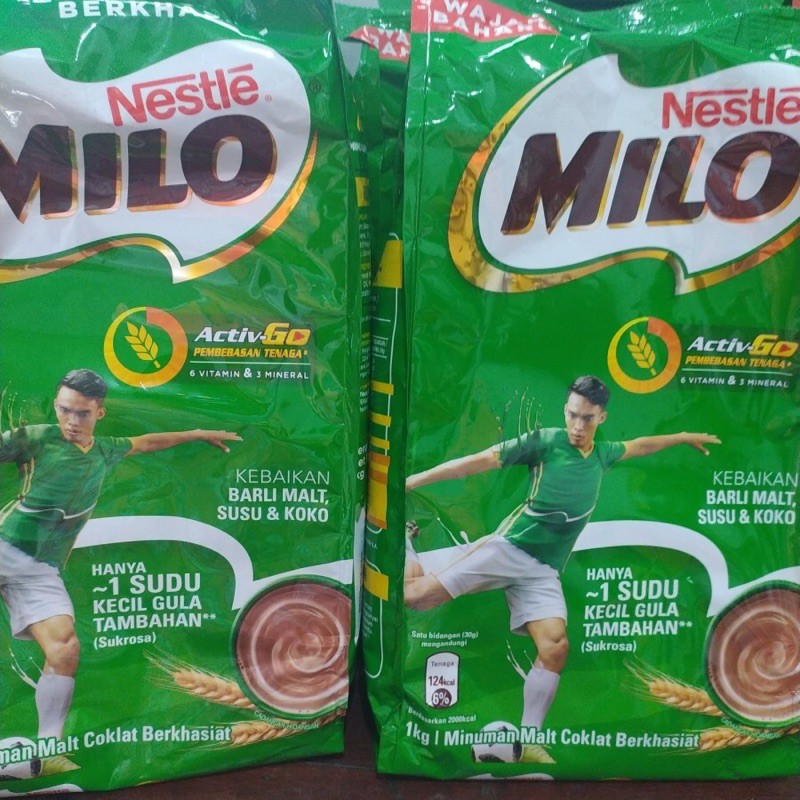 BERKHA
Nestlé
MILO
Activ-Go
PEMBEBASAN TENAGA*
6 VITAMIN & 3 MINERAL
KEBAIKAN
BARLI MALT,
SUSU & KOKO
HANYA
~1 SUDU
KECIL GULA
TAMBAHAN**
(Sukrosa)
man Malt Coklat Berkhasiat
WAJA
BAHAN
Nestlé
MILO
Activ-Go
PEMBEBASAN TENAGA*
6 VITAMIN & 3 MINERAL
KEBAIKAN
BARLI MALT,
SUSU & KOKO
HANYA
~1 SUDU
KECIL GULA
TAMBAHAN**
(Sukrosa)
Satu hidangan (30g)
mengandungi
Tenaga
124kcal
6%
Berdasarkan 2000kcal
1kg | Minuman Malt Coklat Berkhasiat